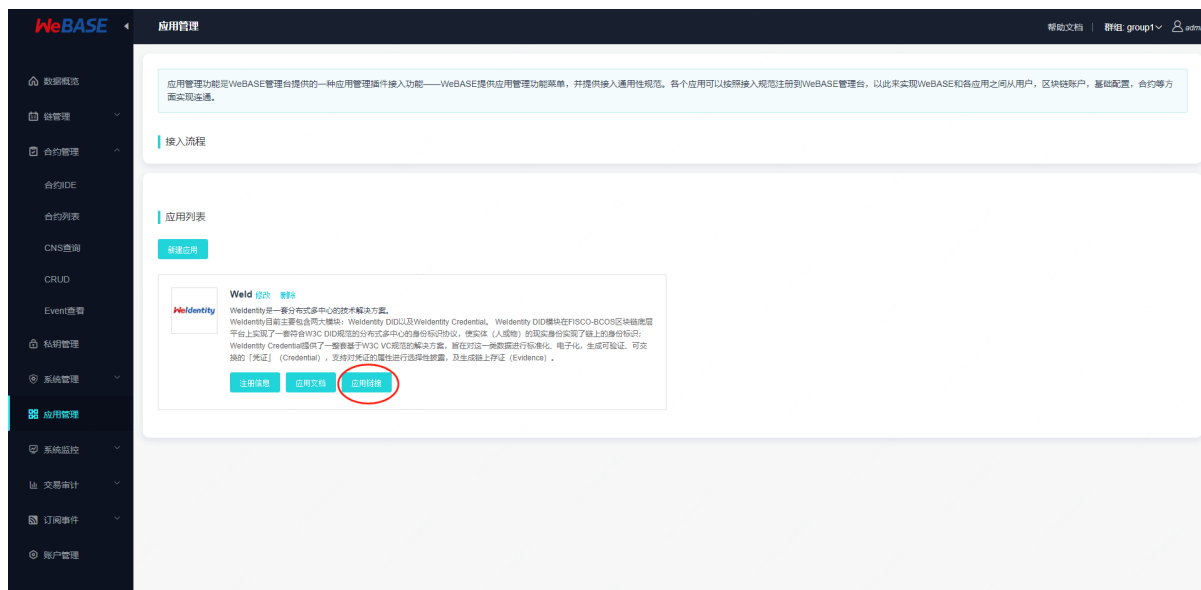 WeBASE
应用管理
帮助文档
群组: group1
数据概览
链管理
合约管理
合约IDE
合约列表
CNS查询
CRUD
Event查看
私钥管理
系统管理
应用管理
系统监控
交易审计
订阅事件
账户管理
应用管理功能是WeBASE管理台提供的一种应用管理插件接入功能——WeBASE提供应用管理功能菜单，并提供接入通用性规范。各个应用可以按照接入规范注册到WeBASE管理台，以此来实现WeBASE和各应用之间从用户，区块链账户，基础配置，合约等方
面实现连通。
接入流程
应用列表
新建应用
WeIdentity
WeId 修改 删除
WeIdentity是一套分布式多中心的技术解决方案。
WeIdentity目前主要包含两大模块：WeIdentity DID以及WeIdentity Credential。 WeIdentity DID模块在FISCO-BCOS区块链底层
平台上实现了一套符合W3C DID规范的分布式多中心的身份标识协议，使实体（人或物）的现实身份实现了链上的身份标识；
WeIdentity Credential提供了一整套基于W3C VC规范的解决方案，旨在对这一类数据进行标准化、电子化，生成可验证、可交
换的「凭证」（Credential），支持对凭证的属性进行选择性披露，及生成链上存证（Evidence）。
注册信息 应用文档 应用链接